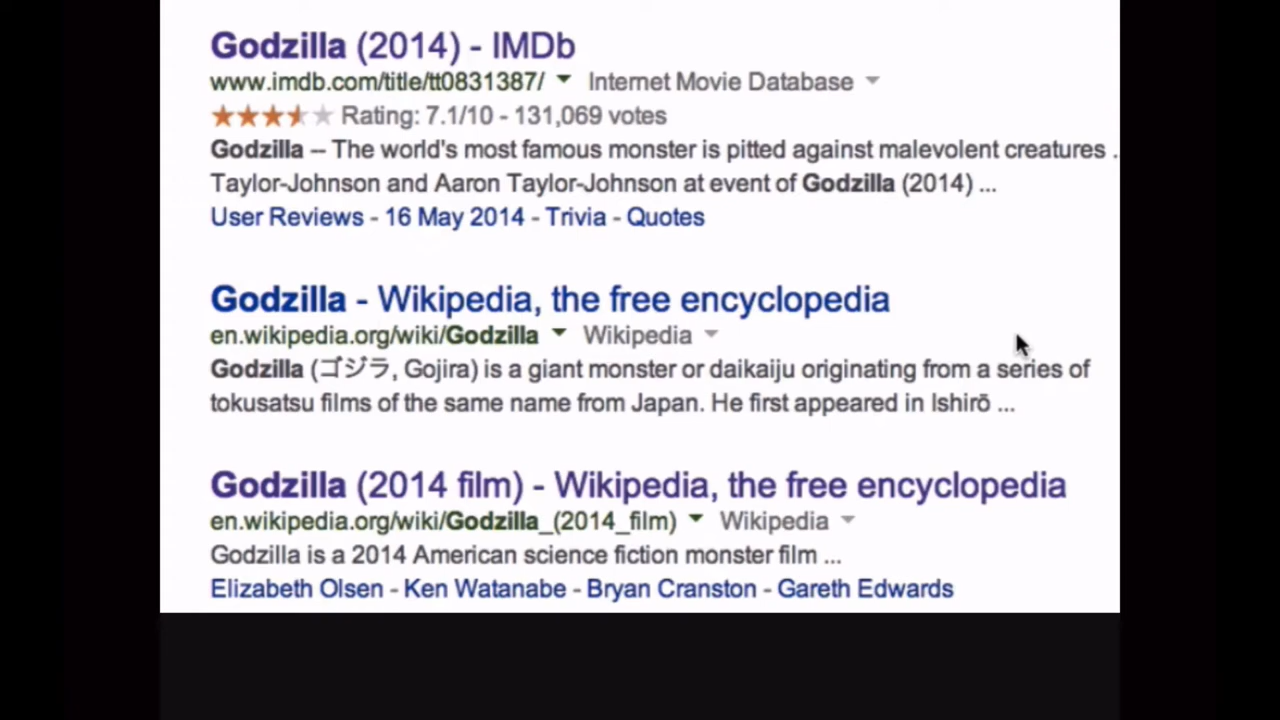 Godzilla (2014) - IMDb
www.imdb.com/title/tt0831387/ Internet Movie Database
Rating: 7.1/10 - 131,069 votes
Godzilla -- The world's most famous monster is pitted against malevolent creatures .
Taylor-Johnson and Aaron Taylor-Johnson at event of Godzilla (2014) ...
User Reviews - 16 May 2014 - Trivia - Quotes
Godzilla - Wikipedia, the free encyclopedia
en.wikipedia.org/wiki/Godzilla Wikipedia
Godzilla (ゴジラ, Gojira) is a giant monster or daikaiju originating from a series of
tokusatsu films of the same name from Japan. He first appeared in Ishirō ...
Godzilla (2014 film) - Wikipedia, the free encyclopedia
en.wikipedia.org/wiki/Godzilla_(2014_film) Wikipedia
Godzilla is a 2014 American science fiction monster film ...
Elizabeth Olsen - Ken Watanabe - Bryan Cranston - Gareth Edwards